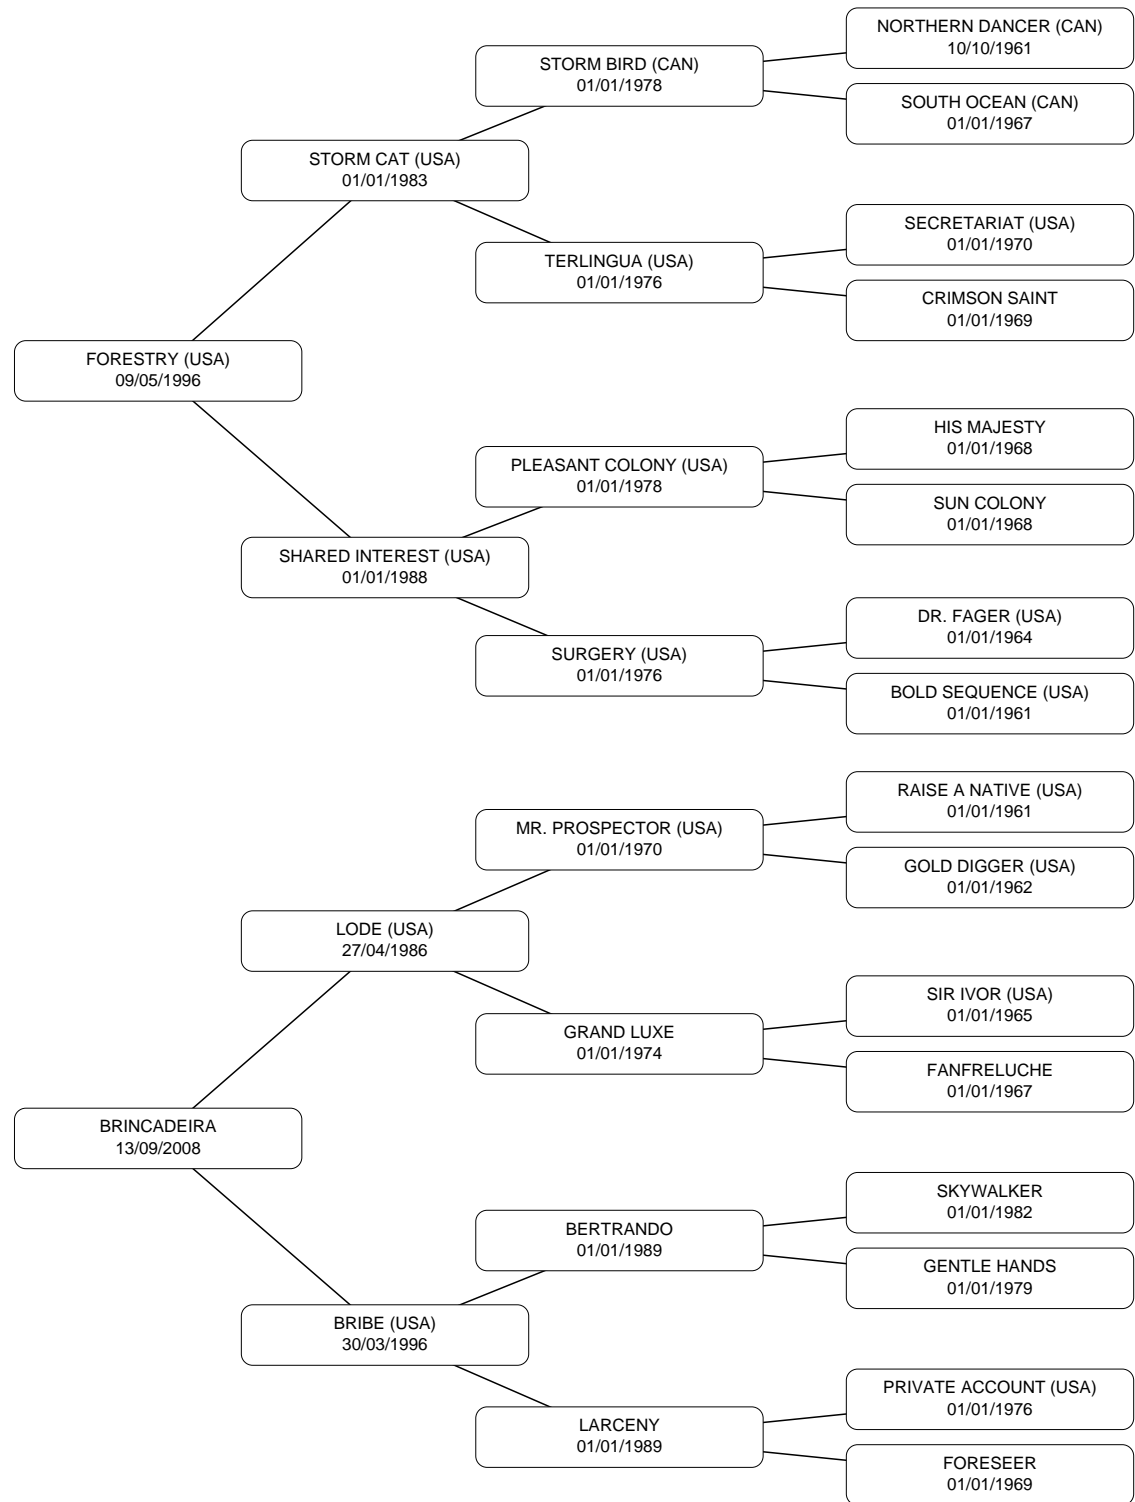 NORTHERN DANCER (CAN)
10/10/1961
STORM BIRD (CAN)
01/01/1978
SOUTH OCEAN (CAN)
01/01/1967
STORM CAT (USA)
01/01/1983
SECRETARIAT (USA)
01/01/1970
TERLINGUA (USA)
01/01/1976
CRIMSON SAINT
01/01/1969
FORESTRY (USA)
09/05/1996
HIS MAJESTY
01/01/1968
PLEASANT COLONY (USA)
01/01/1978
SUN COLONY
01/01/1968
SHARED INTEREST (USA)
01/01/1988
DR. FAGER (USA)
01/01/1964
SURGERY (USA)
01/01/1976
BOLD SEQUENCE (USA)
01/01/1961
RAISE A NATIVE (USA)
01/01/1961
MR. PROSPECTOR (USA)
01/01/1970
GOLD DIGGER (USA)
01/01/1962
LODE (USA)
27/04/1986
SIR IVOR (USA)
01/01/1965
GRAND LUXE
01/01/1974
FANFRELUCHE
01/01/1967
BRINCADEIRA
13/09/2008
SKYWALKER
01/01/1982
BERTRANDO
01/01/1989
GENTLE HANDS
01/01/1979
BRIBE (USA)
30/03/1996
PRIVATE ACCOUNT (USA)
01/01/1976
LARCENY
01/01/1989
FORESEER
01/01/1969